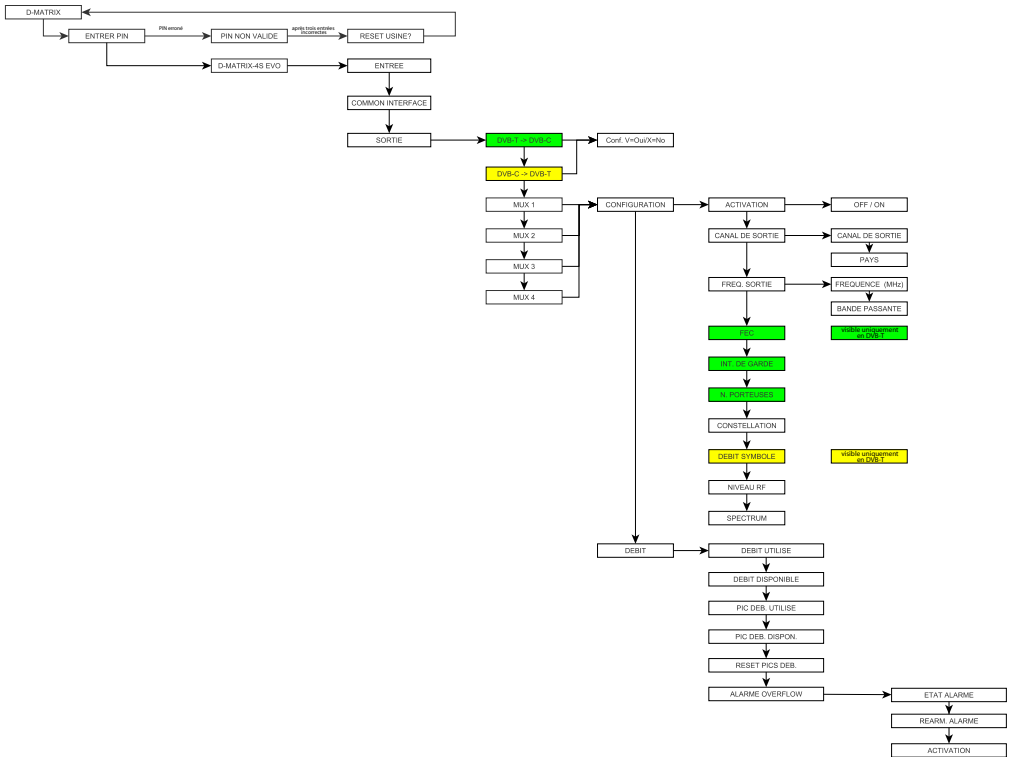 D-MATRIX
ENTRER PIN
PIN erroné
PIN NON VALIDE
après trois entrées
incorrectes
RESET USINE?
D-MATRIX-4S EVO
ENTREE
COMMON INTERFACE
SORTIE
DVB-T -> DVB-C
Conf. V=Oui/X=No
DVB-C -> DVB-T
MUX 1
CONFIGURATION
ACTIVATION
OFF / ON
MUX 2
CANAL DE SORTIE
CANAL DE SORTIE
PAYS
MUX 3
FREQ. SORTIE
FREQUENCE (MHz)
MUX 4
BANDE PASSANTE
FEC
visible uniquement
en DVB-T
INT. DE GARDE
N. PORTEUSES
CONSTELLATION
DEBIT SYMBOLE
visible uniquement
en DVB-T
NIVEAU RF
SPECTRUM
DEBIT
DEBIT UTILISE
DEBIT DISPONIBLE
PIC DEB. UTILISE
PIC DEB. DISPON.
RESET PICS DEB.
ALARME OVERFLOW
ETAT ALARME
REARM. ALARME
ACTIVATION